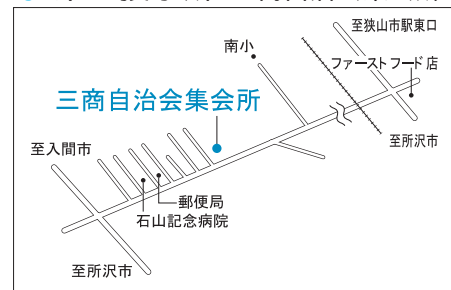 至狭山市駅東口
南小
ファーストフード店
三商自治会集会所
至所沢市
至入間市
郵便局
石山記念病院
至所沢市